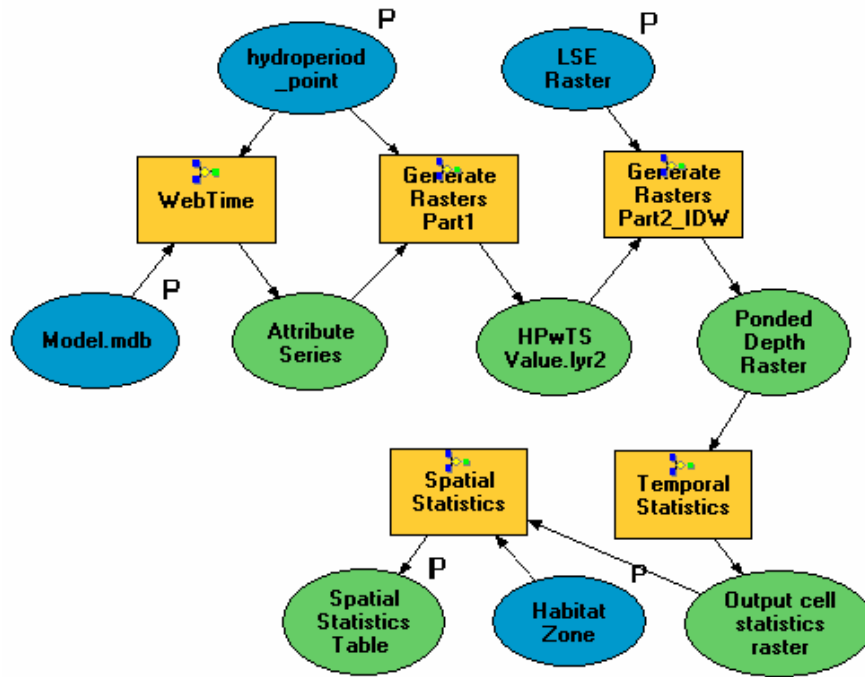 P
P
hydroperiod
_point
LSE
Raster
WebTime
Generate
Rasters
Part1
Generate
Rasters
Part2_IDW
P
Model.mdb
Attribute
Series
HPwTS
Value.lyr2
Ponded
Depth
Raster
Spatial
Statistics
Temporal
Statistics
P
P
Spatial
Statistics
Table
Habitat
Zone
Output cell
statistics
raster